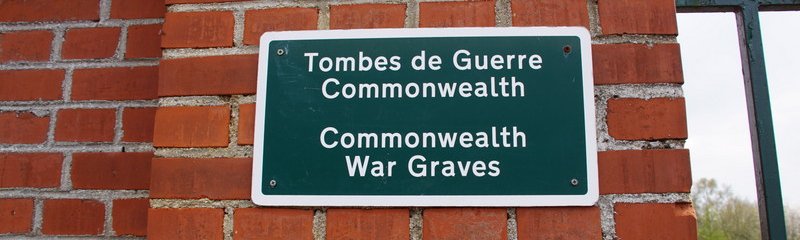 Tombes de Guerre
Commonwealth
Commonwealth
War Graves